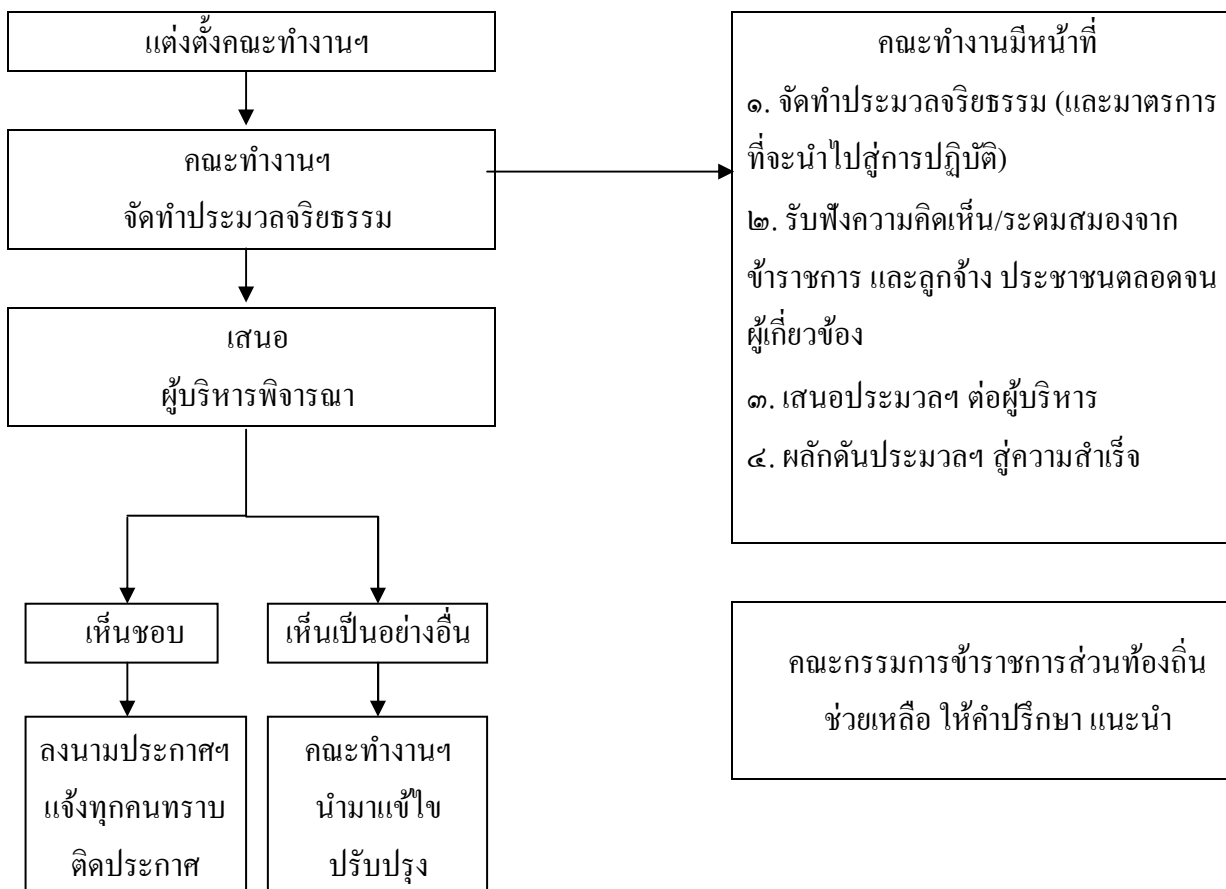 แต่งตั้งคณะทำงานฯ
คณะทำงานฯ
จัดทำประมวลจริยธรรม
เสนอ
ผู้บริหารพิจารณา
เห็นชอบ
เห็นเป็นอย่างอื่น
ลงนามประกาศฯ
แจ้งทุกคนทราบ
ติดประกาศ
คณะทำงานฯ
นำมาแข้ไข
ปรับปรุง
คณะทำงานมีหน้าที่
๑. จัดทำประมวลจริยธรรม (และมาตรการ
ที่จะนำไปสู่การปฏิบัติ)
๒. รับฟังความคิดเห็น/ระดมสมองจาก
ข้าราชการ และลูกจ้าง ประชาชนตลอดจน
ผู้เกี่ยวข้อง
๓. เสนอประมวลฯ ต่อผู้บริหาร
๔. ผลักดันประมวลฯ สู่ความสำเร็จ
คณะกรรมการข้าราชการส่วนท้องถิ่น
ช่วยเหลือ ให้คำปรึกษา แนะนำ